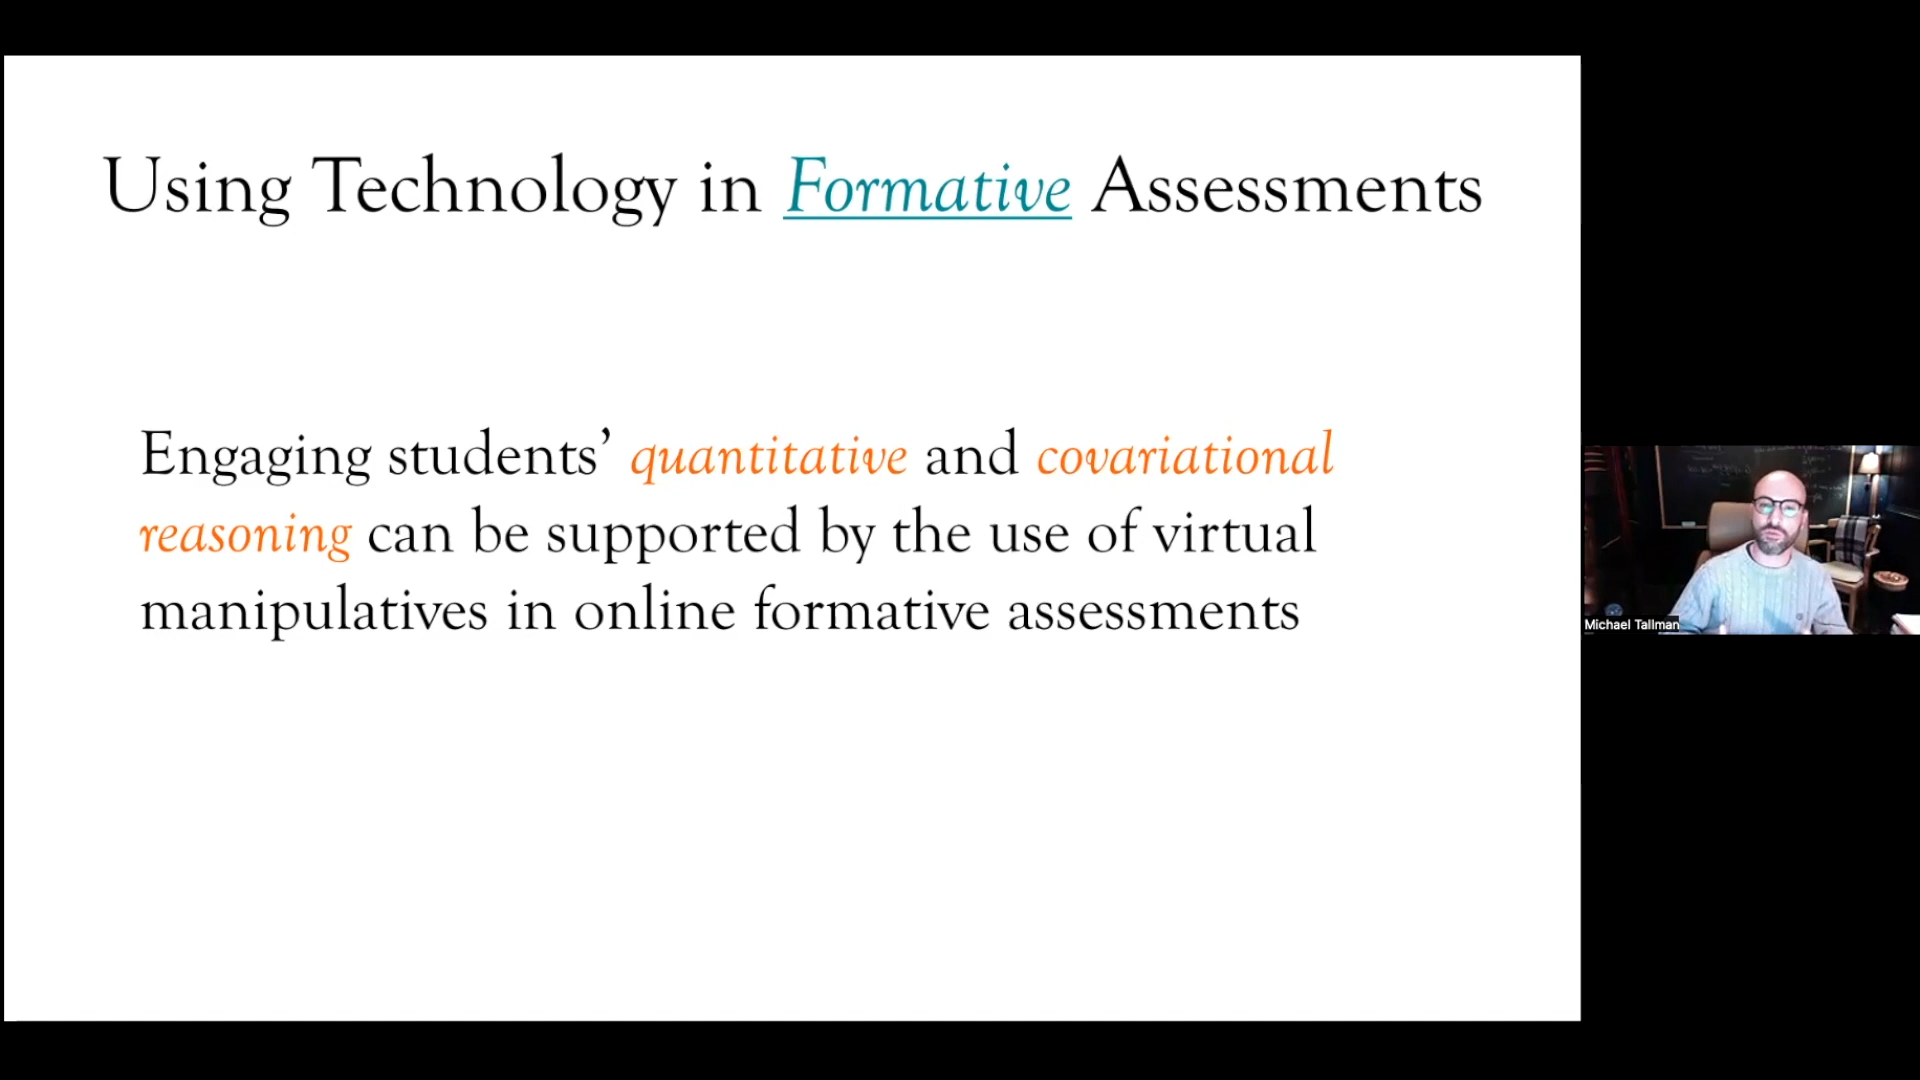 Using Technology in Formative Assessments
Engaging students’ quantitative and covariational
reasoning can be supported by the use of virtual
manipulatives in online formative assessments
Michael Tallman